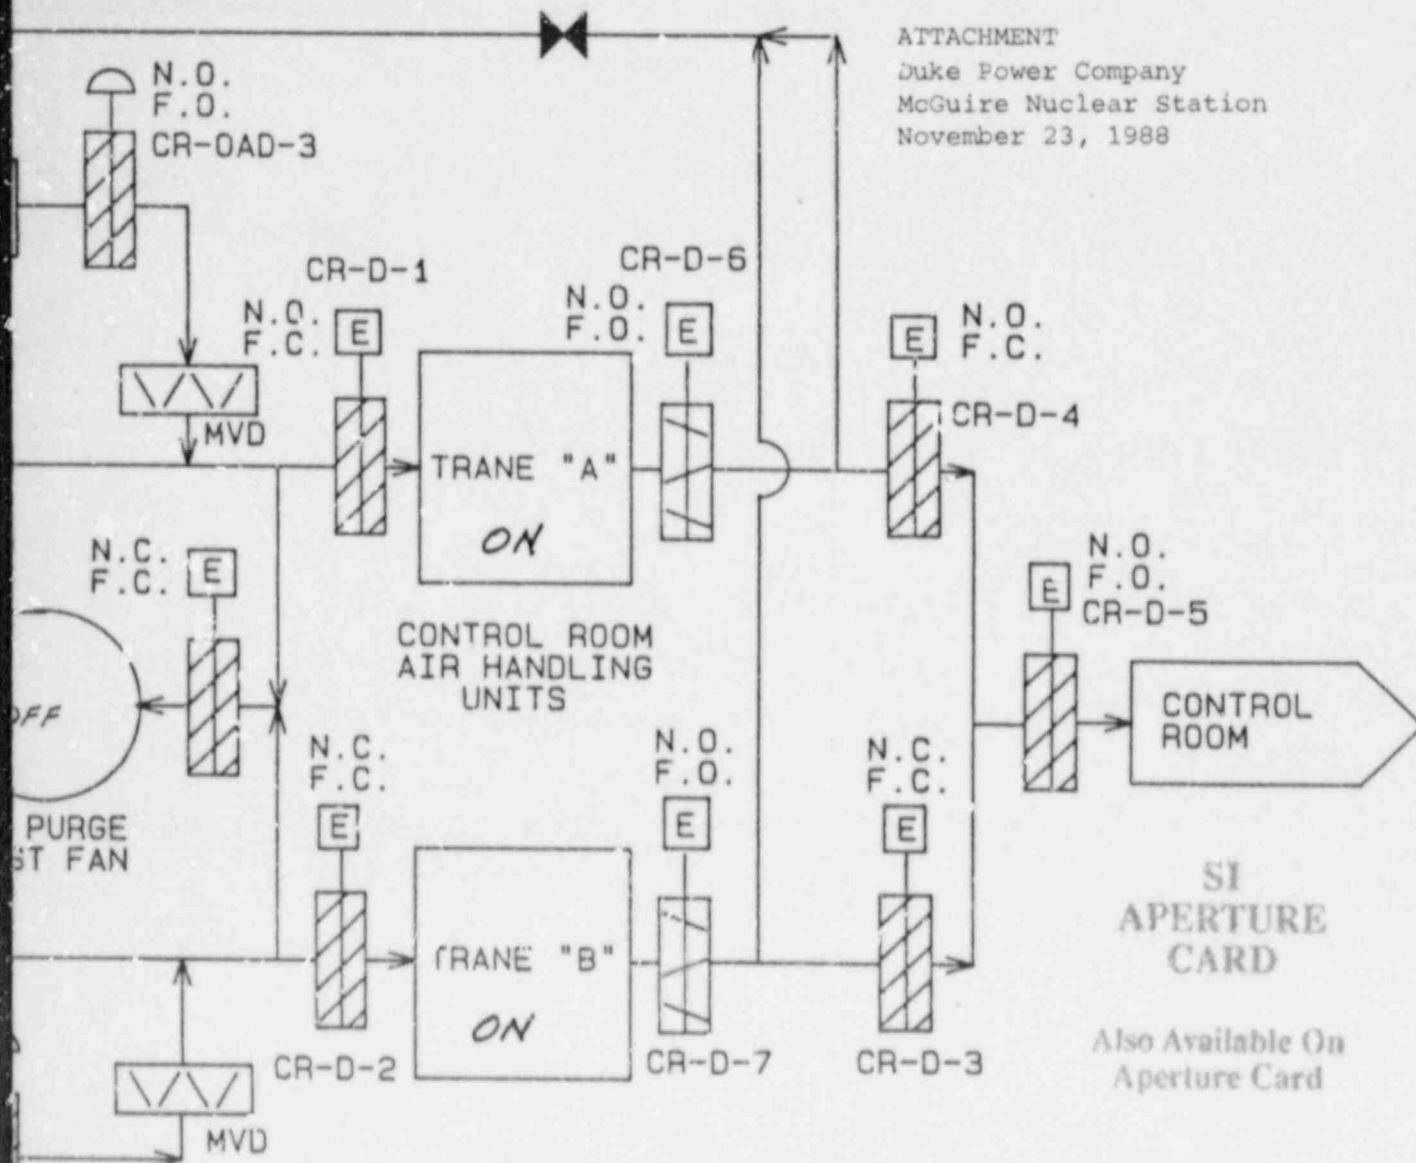 ATTACHMENT
Duke Power Company
McGuire Nuclear Station
November 23, 1988
N.O.
F.O.
CR-OAD-3
CR-D-1
N.O.
F.C.
E
CR-D-6
N.O.
F.O.
E
N.O.
F.C.
E
CR-D-4
MVD
TRANE "A"
ON
CONTROL ROOM
AIR HANDLING
UNITS
N.C.
F.C.
E
N.O.
F.O.
E
CR-D-5
CONTROL
ROOM
OFF
PURGE
ST FAN
N.C.
F.C.
E
N.O.
F.O.
E
N.C.
F.C.
E
TRANE "B"
ON
CR-D-2
CR-D-7
CR-D-3
MVD
SI
APERTURE
CARD
Also Available On
Aperture Card